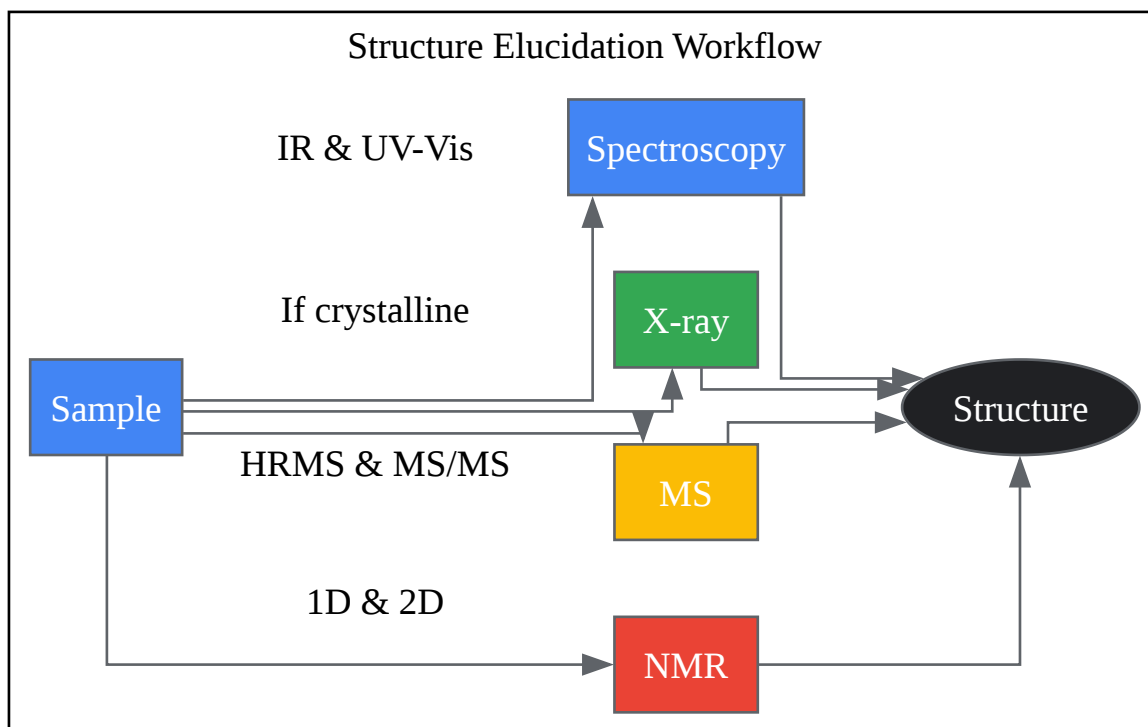 Structure Elucidation Workflow
IR & UV-Vis
Spectroscopy
If crystalline
X-ray
Sample
Structure
HRMS & MS/MS
MS
1D & 2D
NMR